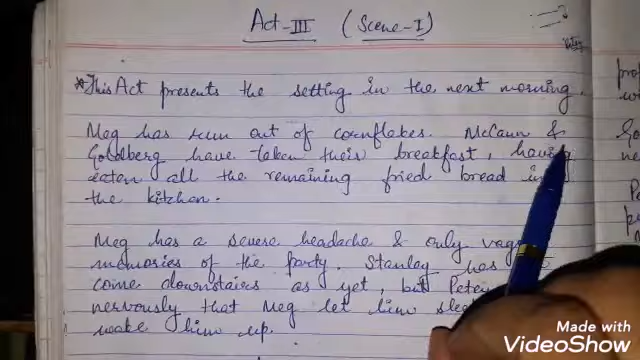 Act-III (Scene-I)
*This Act presents the setting in the next morning.
Meg has run out of cornflakes. McCann &
Goldberg have taken their breakfast, having
eaten all the remaining fried bread in
the kitchen.
Meg has a severe headache & only
memories of the party. Stanley has
come downstairs as yet, but
nervously that Meg let him
wake him up.
Made with
VideoShow